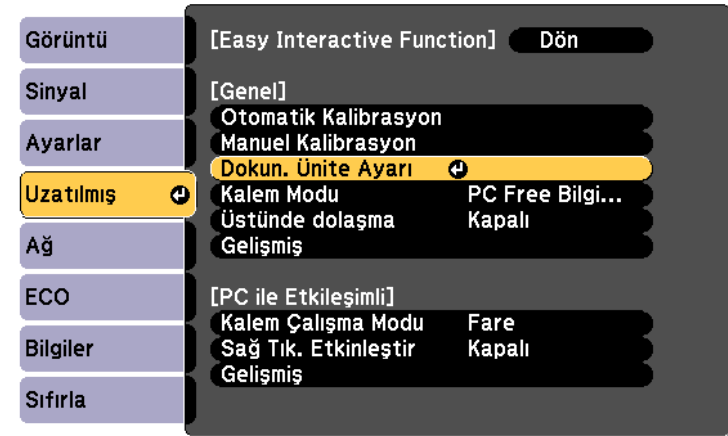 Görüntü
Sinyal
Ayarlar
Uzatılmış
Ağ
ECO
Bilgiler
Sıfırla
[Easy Interactive Function] Dön
[Genel]
Otomatik Kalibrasyon
Manuel Kalibrasyon
Dokun. Ünite Ayarı
Kalem Modu PC Free Bilgi...
Üstünde dolaşma Kapalı
Gelişmiş
[PC ile Etkileşimli]
Kalem Çalışma Modu Fare
Sağ Tık. Etkinleştir Kapalı
Gelişmiş